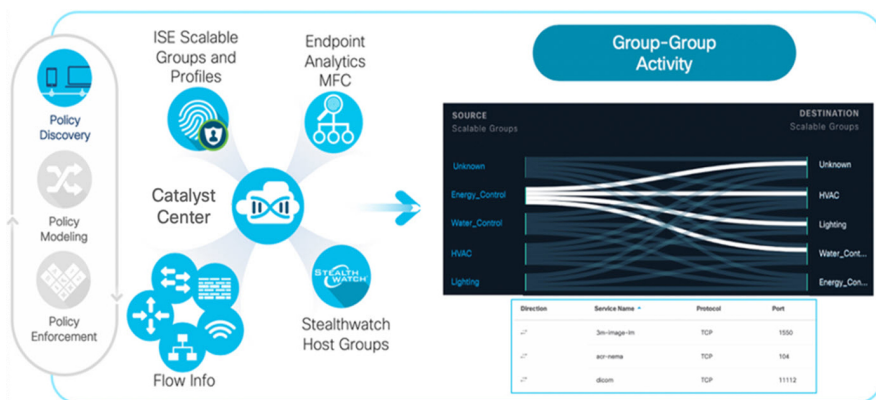 Policy
Discovery
Policy
Modeling
Policy
Enforcement
ISE Scalable
Groups and
Profiles
Endpoint
Analytics
MFC
Catalyst
Center
STEALTHWATCH
Stealthwatch
Host Groups
Flow Info
Group-Group
Activity
SOURCE
Scalable Groups
DESTINATION
Scalable Groups
Unknown
Energy_Control
Water_Control
HVAC
Lighting
Unknown
HVAC
Lighting
Water_Cont...
Energy_Con...
Direction Service Name Protocol Port
3m-image-lm TCP 1550
acr-nema TCP 104
dicom TCP 11112